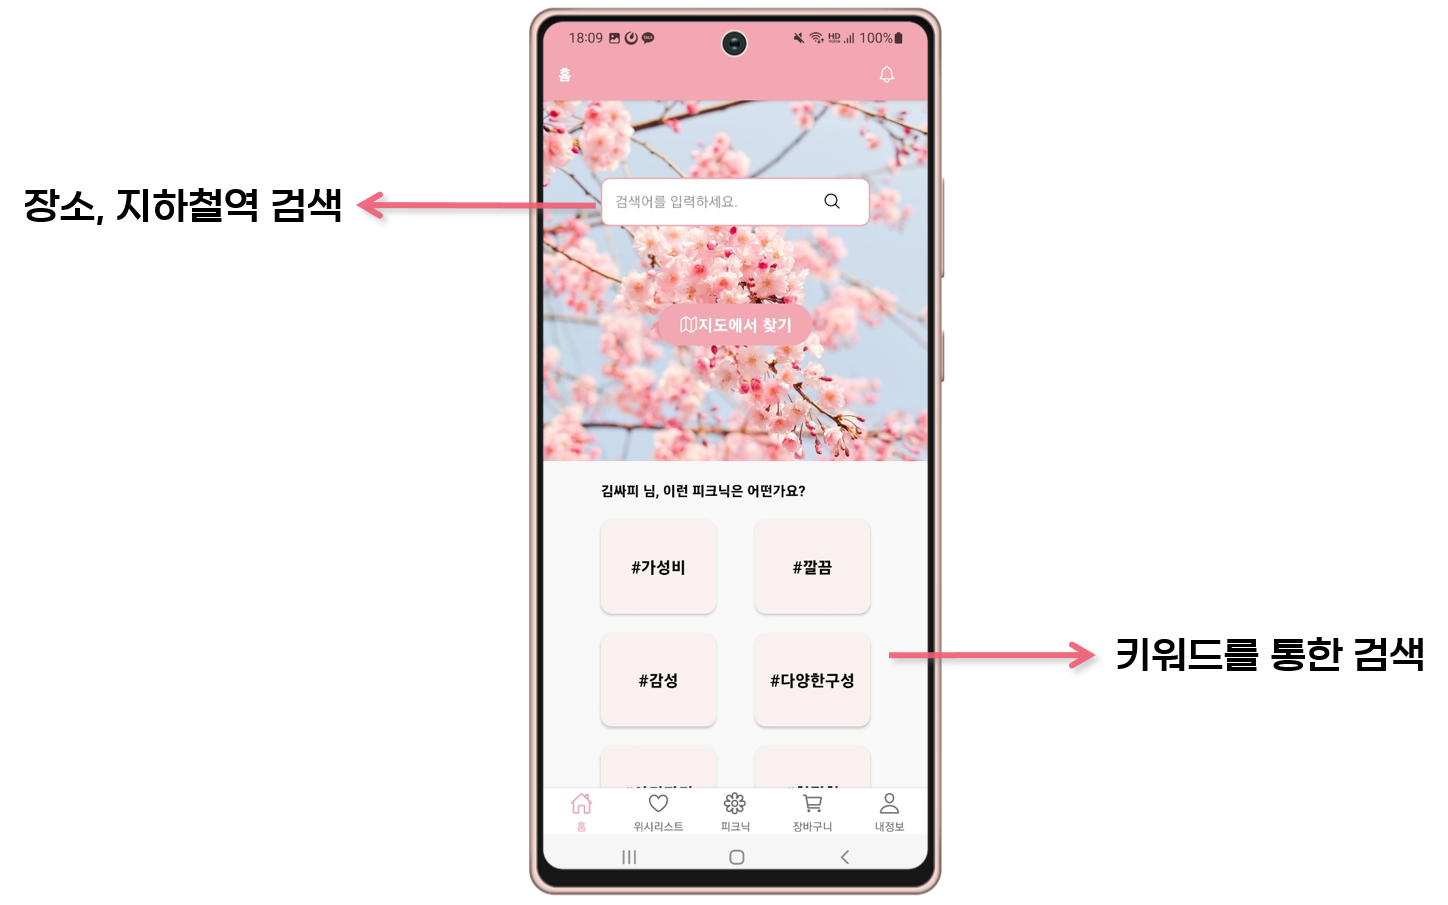 18:09 100%
홈
장소, 지하철역 검색
검색어를 입력하세요.
지도에서 찾기
김싸피 님, 이런 피크닉은 어떤가요?
#가성비 #깔끔
#감성 #다양한구성
키워드를 통한 검색
홈 위시리스트 피크닉 장바구니 내정보